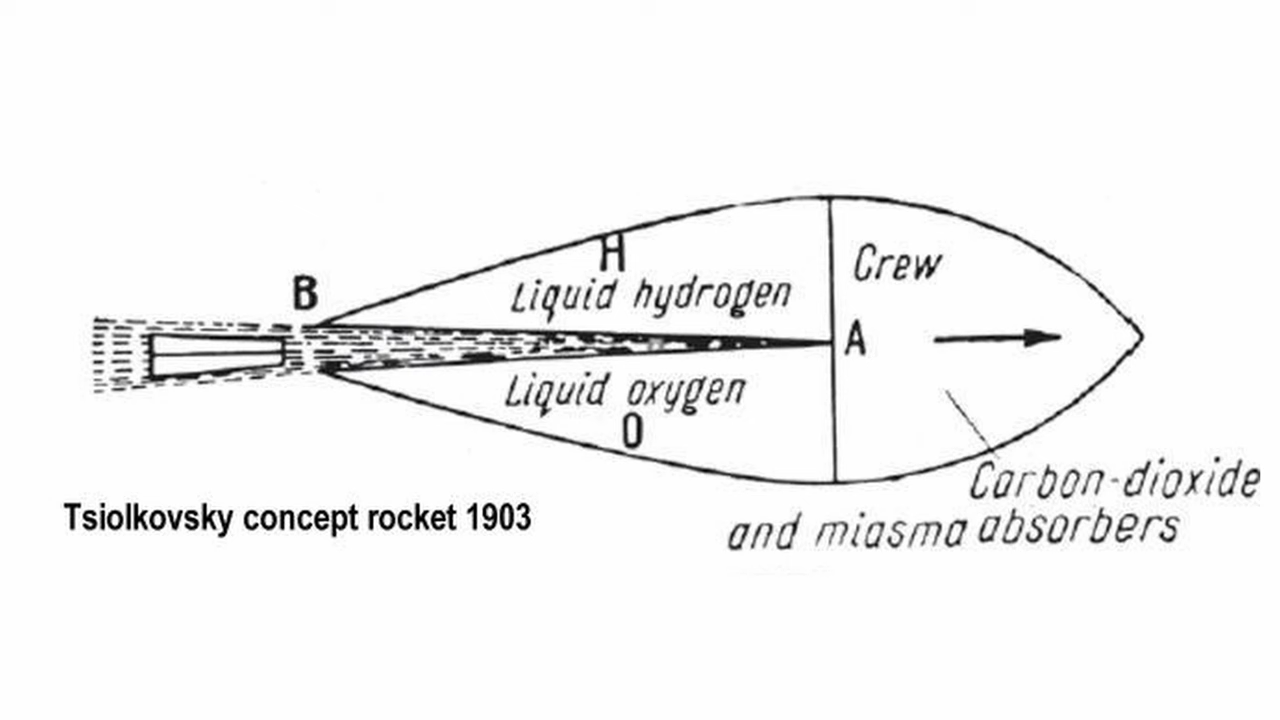 H
Liquid hydrogen
B
Crew
A
Liquid oxygen
O
Carbon-dioxide
and miasma absorbers
Tsiolkovsky concept rocket 1903